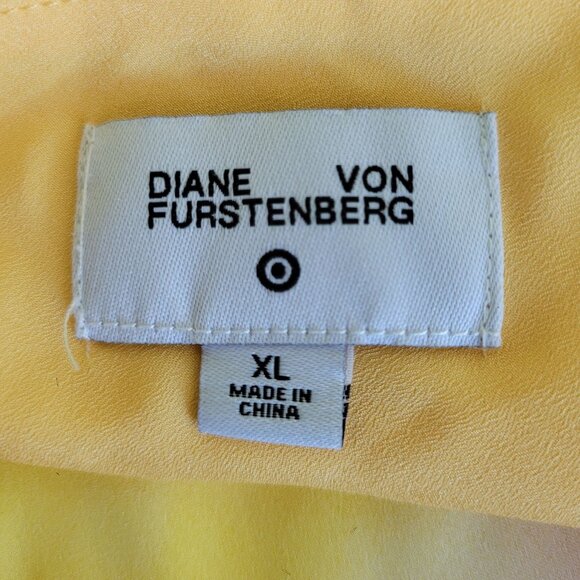 DIANE VON
FURSTENBERG
XL
MADE IN
CHINA